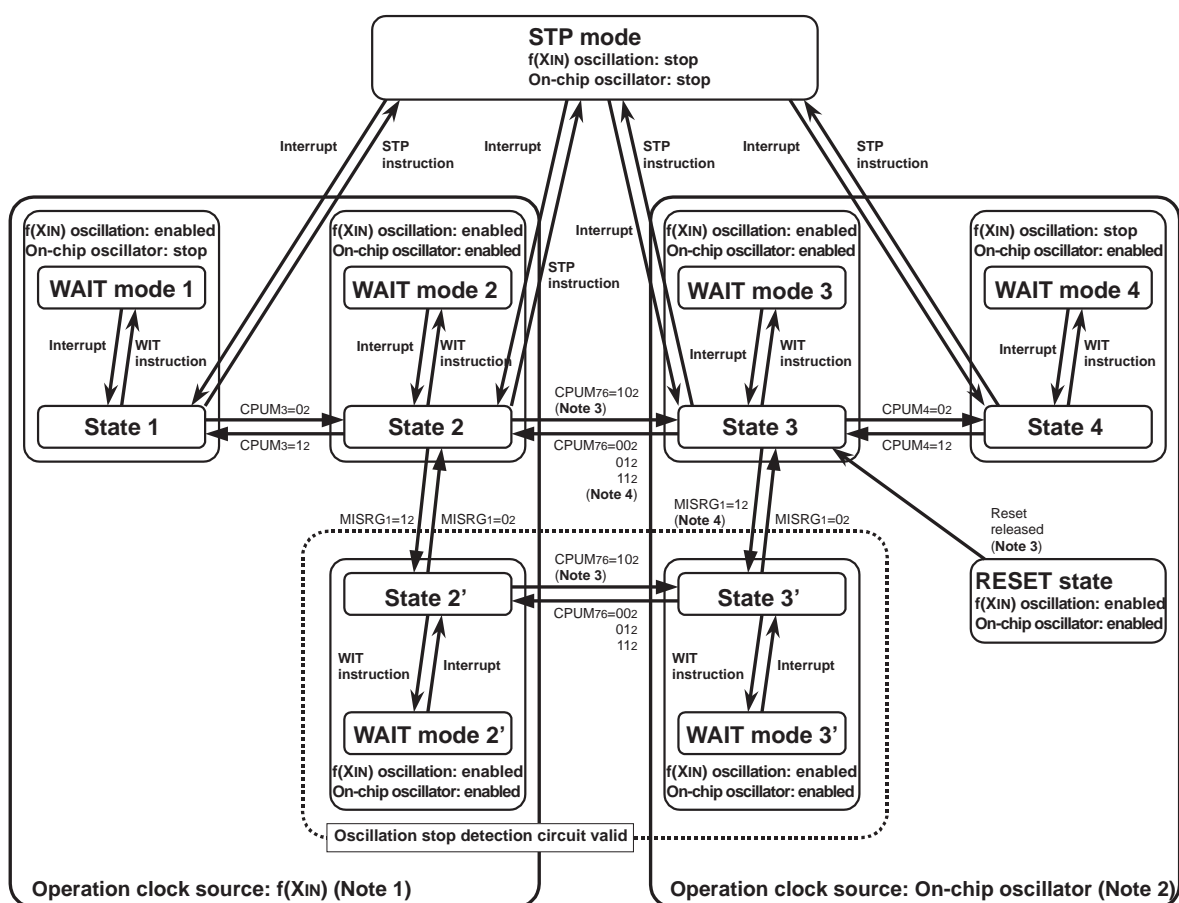 STP mode
f(XIN) oscillation: stop
On-chip oscillator: stop
Interrupt
STP
instruction
Interrupt
STP
instruction
Interrupt
STP
instruction
Interrupt
STP
instruction
f(XIN) oscillation: enabled
On-chip oscillator: stop
WAIT mode 1
Interrupt
WIT
instruction
State 1
CPUM3=02
CPUM3=12
f(XIN) oscillation: enabled
On-chip oscillator: enabled
WAIT mode 2
Interrupt
WIT
instruction
State 2
CPUM76=102
(Note 3)
CPUM76=002
012
112
(Note 4)
f(XIN) oscillation: enabled
On-chip oscillator: enabled
WAIT mode 3
Interrupt
WIT
instruction
State 3
CPUM4=02
CPUM4=12
f(XIN) oscillation: stop
On-chip oscillator: enabled
WAIT mode 4
Interrupt
WIT
instruction
State 4
MISRG1=12
MISRG1=02
MISRG1=12
(Note 4)
MISRG1=02
Reset
released
(Note 3)
RESET state
f(XIN) oscillation: enabled
On-chip oscillator: enabled
State 2’
CPUM76=102
(Note 3)
CPUM76=002
012
112
State 3’
WIT
instruction
Interrupt
WIT
instruction
Interrupt
WAIT mode 2’
f(XIN) oscillation: enabled
On-chip oscillator: enabled
WAIT mode 3’
f(XIN) oscillation: enabled
On-chip oscillator: enabled
Oscillation stop detection circuit valid
Operation clock source: f(XIN) (Note 1)
Operation clock source: On-chip oscillator (Note 2)